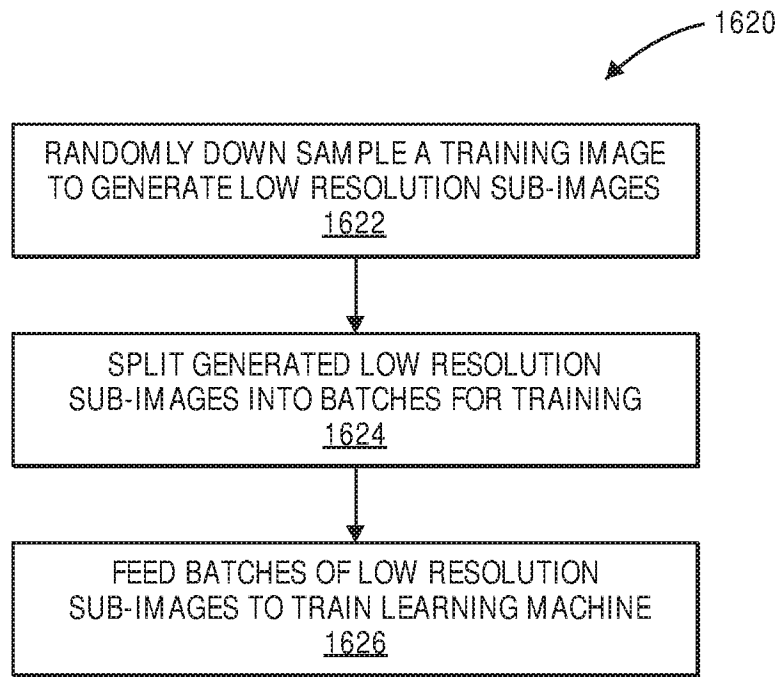 1620
RANDOMLY DOWN SAMPLE A TRAINING IMAGE
TO GENERATE LOW RESOLUTION SUB-IMAGES
1622
SPLIT GENERATED LOW RESOLUTION
SUB-IMAGES INTO BATCHES FOR TRAINING
1624
FEED BATCHES OF LOW RESOLUTION
SUB-IMAGES TO TRAIN LEARNING MACHINE
1626